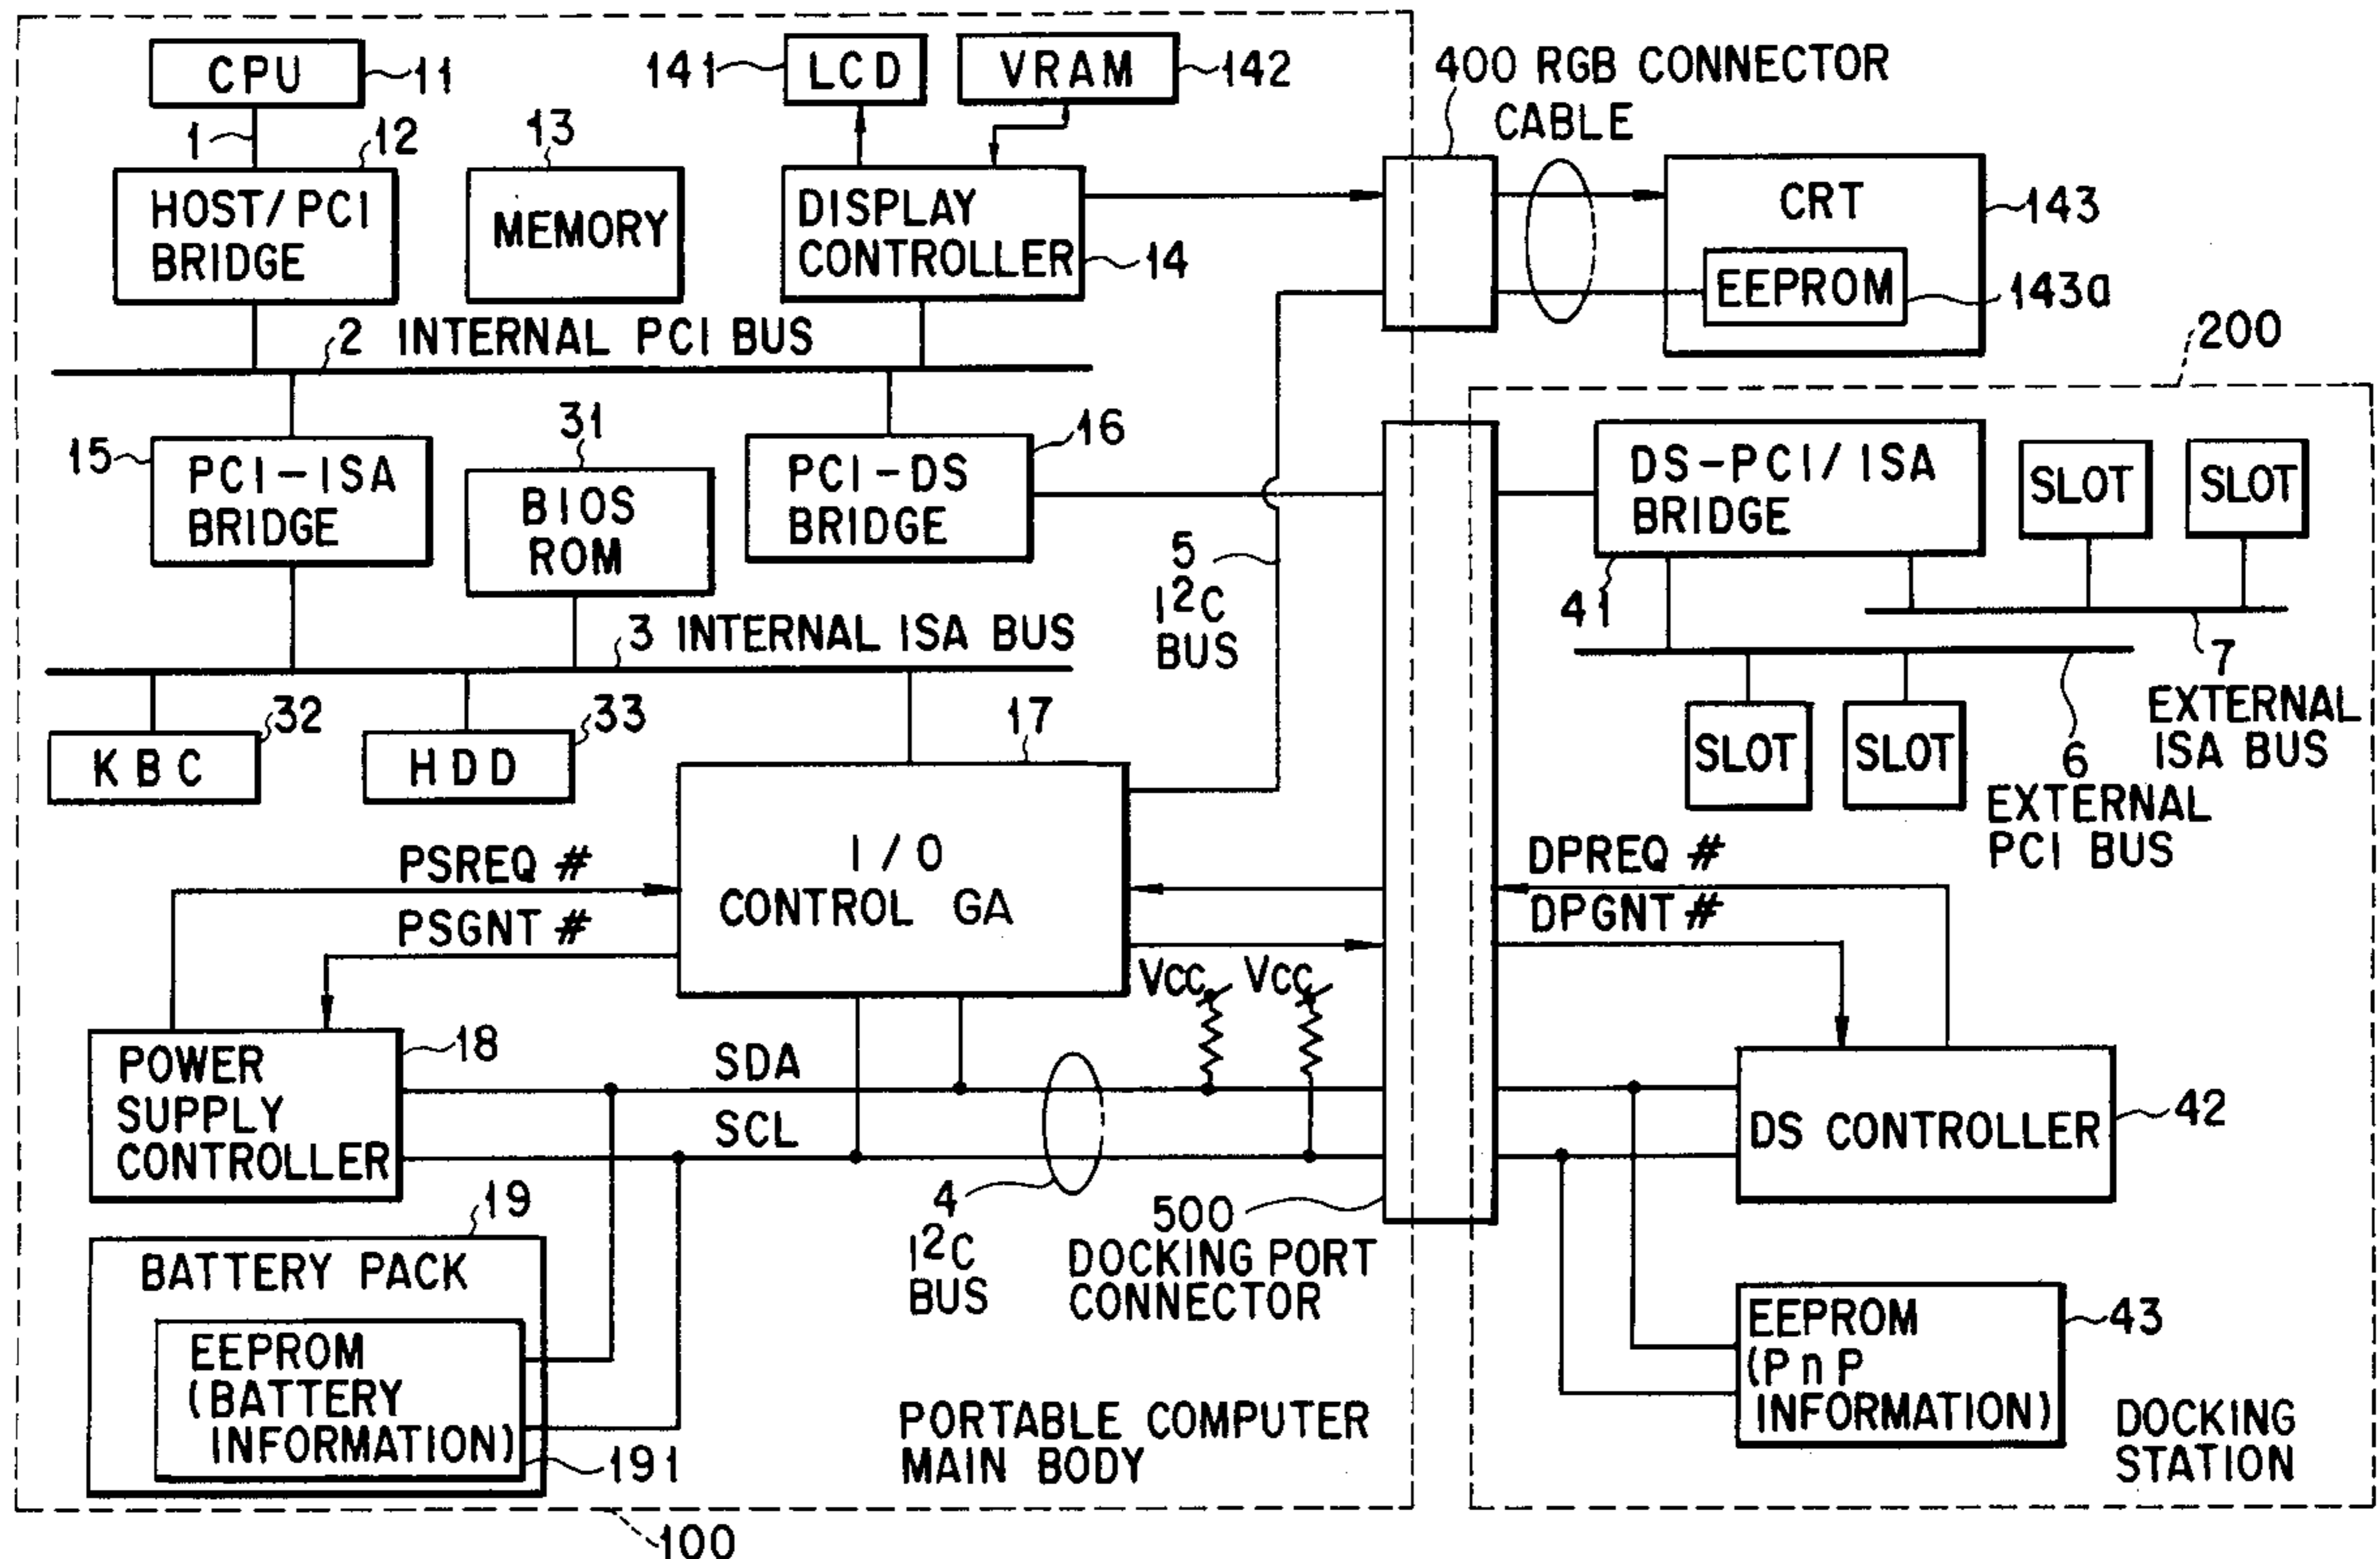 CPU
11
141
LCD
VRAM
142
400 RGB CONNECTOR
CABLE
1
12
13
HOST/PCI
BRIDGE
MEMORY
DISPLAY
CONTROLLER
14
CRT
143
EEPROM
143a
200
2 INTERNAL PCI BUS
15
PCI-ISA
BRIDGE
31
BIOS
ROM
16
PCI-DS
BRIDGE
DS-PCI/ISA
BRIDGE
41
SLOT
SLOT
5
I²C
BUS
3 INTERNAL ISA BUS
7
EXTERNAL
ISA BUS
SLOT
SLOT
6
EXTERNAL
PCI BUS
KBC
32
HDD
33
17
I/O
CONTROL GA
PSREQ #
PSGNT #
DPREQ #
DPGNT #
Vcc
Vcc
POWER
SUPPLY
CONTROLLER
18
SDA
SCL
4
I²C
BUS
500
DOCKING PORT
CONNECTOR
DS CONTROLLER
42
19
BATTERY PACK
EEPROM
(BATTERY
INFORMATION)
191
PORTABLE COMPUTER
MAIN BODY
EEPROM
(PnP
INFORMATION)
43
DOCKING
STATION
100